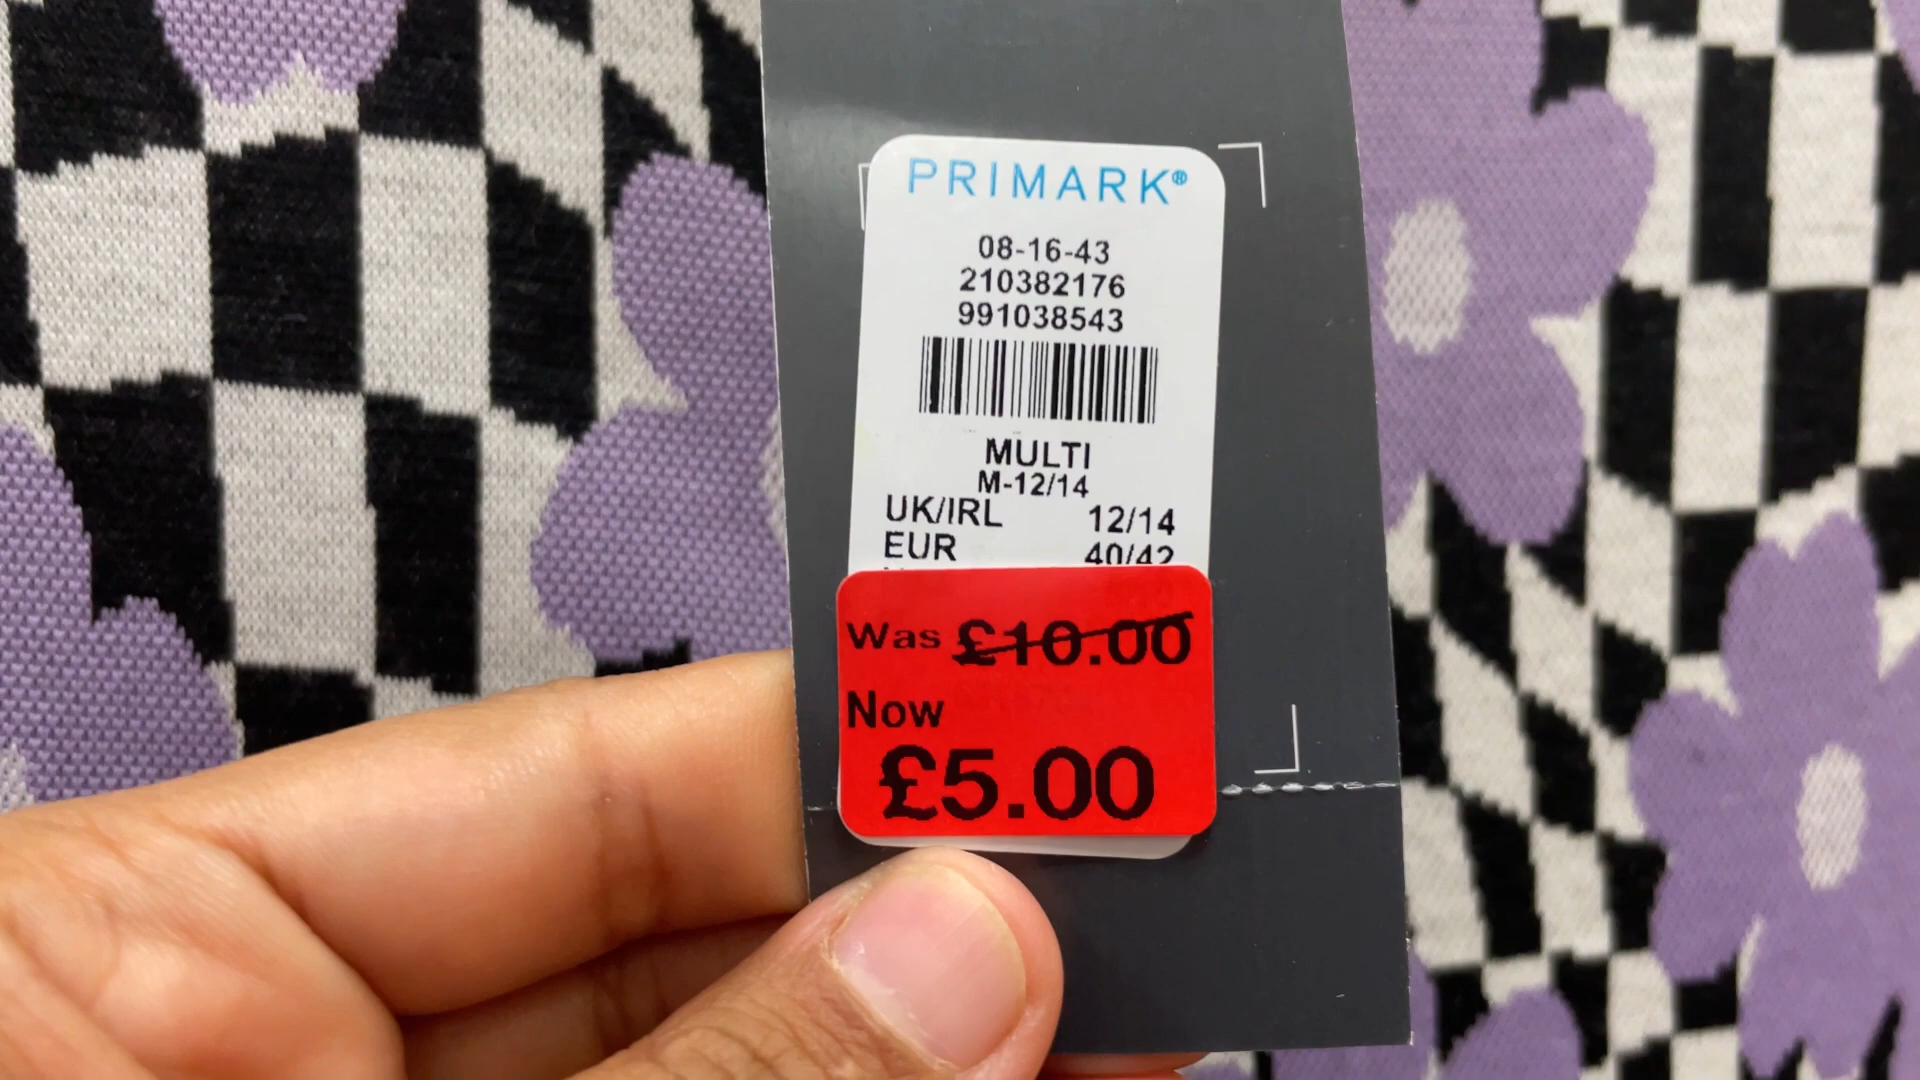 PRIMARK®
08-16-43
210382176
991038543
MULTI
M-12/14
UK/IRL 12/14
EUR 40/42
Was £10.00
Now
£5.00